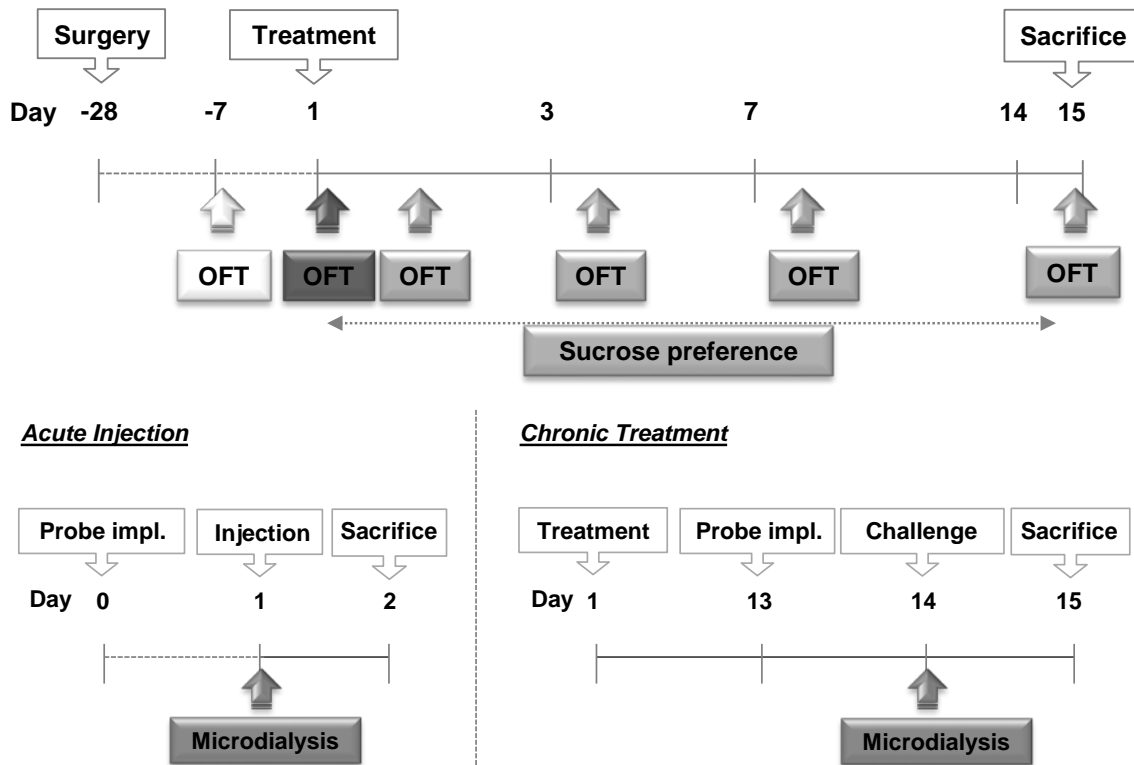 Surgery Treatment Sacrifice
Day -28 -7 1 3 7 14 15
OFT OFT OFT OFT OFT OFT
Sucrose preference
Acute Injection
Probe impl. Injection Sacrifice
Day 0 1 2
Microdialysis
Chronic Treatment
Treatment Probe impl. Challenge Sacrifice
Day 1 13 14 15
Microdialysis